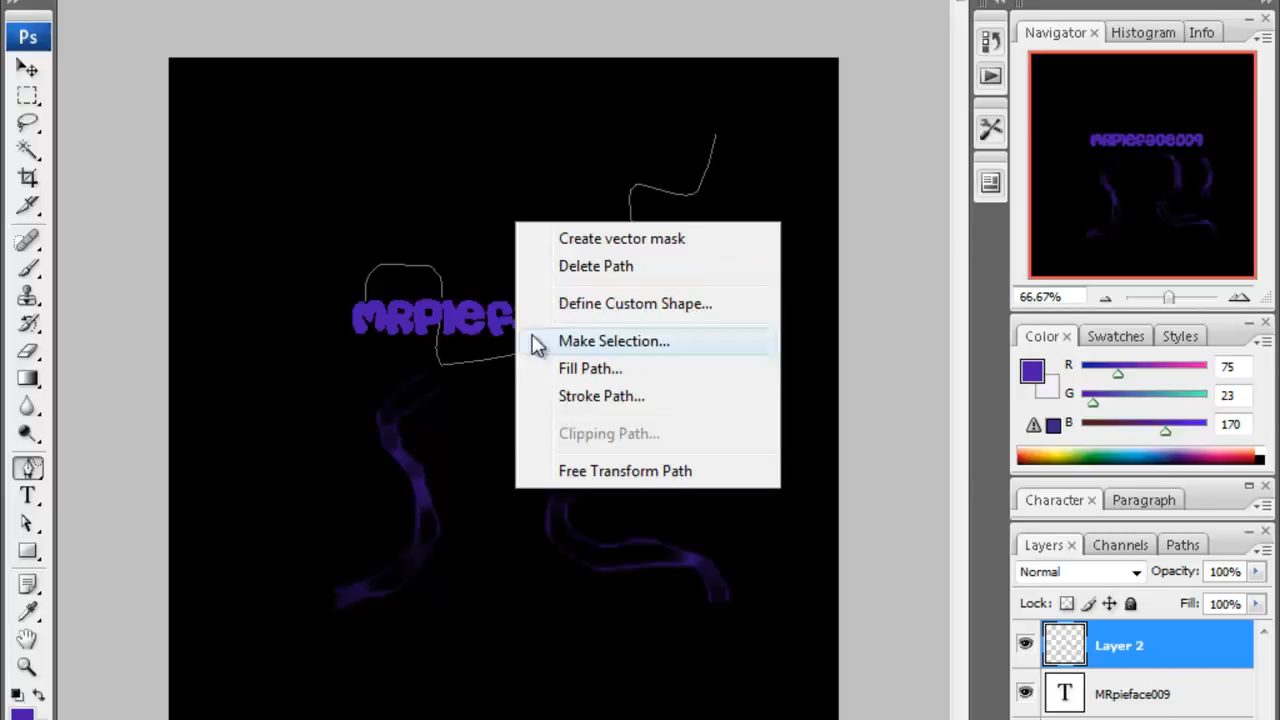 Ps
Navigator
Histogram
Info
MRPieface009
66.67%
Color
Swatches
Styles
R
75
G
23
B
170
Character
Paragraph
Layers
Channels
Paths
Normal
Opacity:
100%
Lock:
Fill:
100%
Layer 2
T
MRpieface009
T
MRPief
Create vector mask
Delete Path
Define Custom Shape...
Make Selection...
Fill Path...
Stroke Path...
Clipping Path...
Free Transform Path